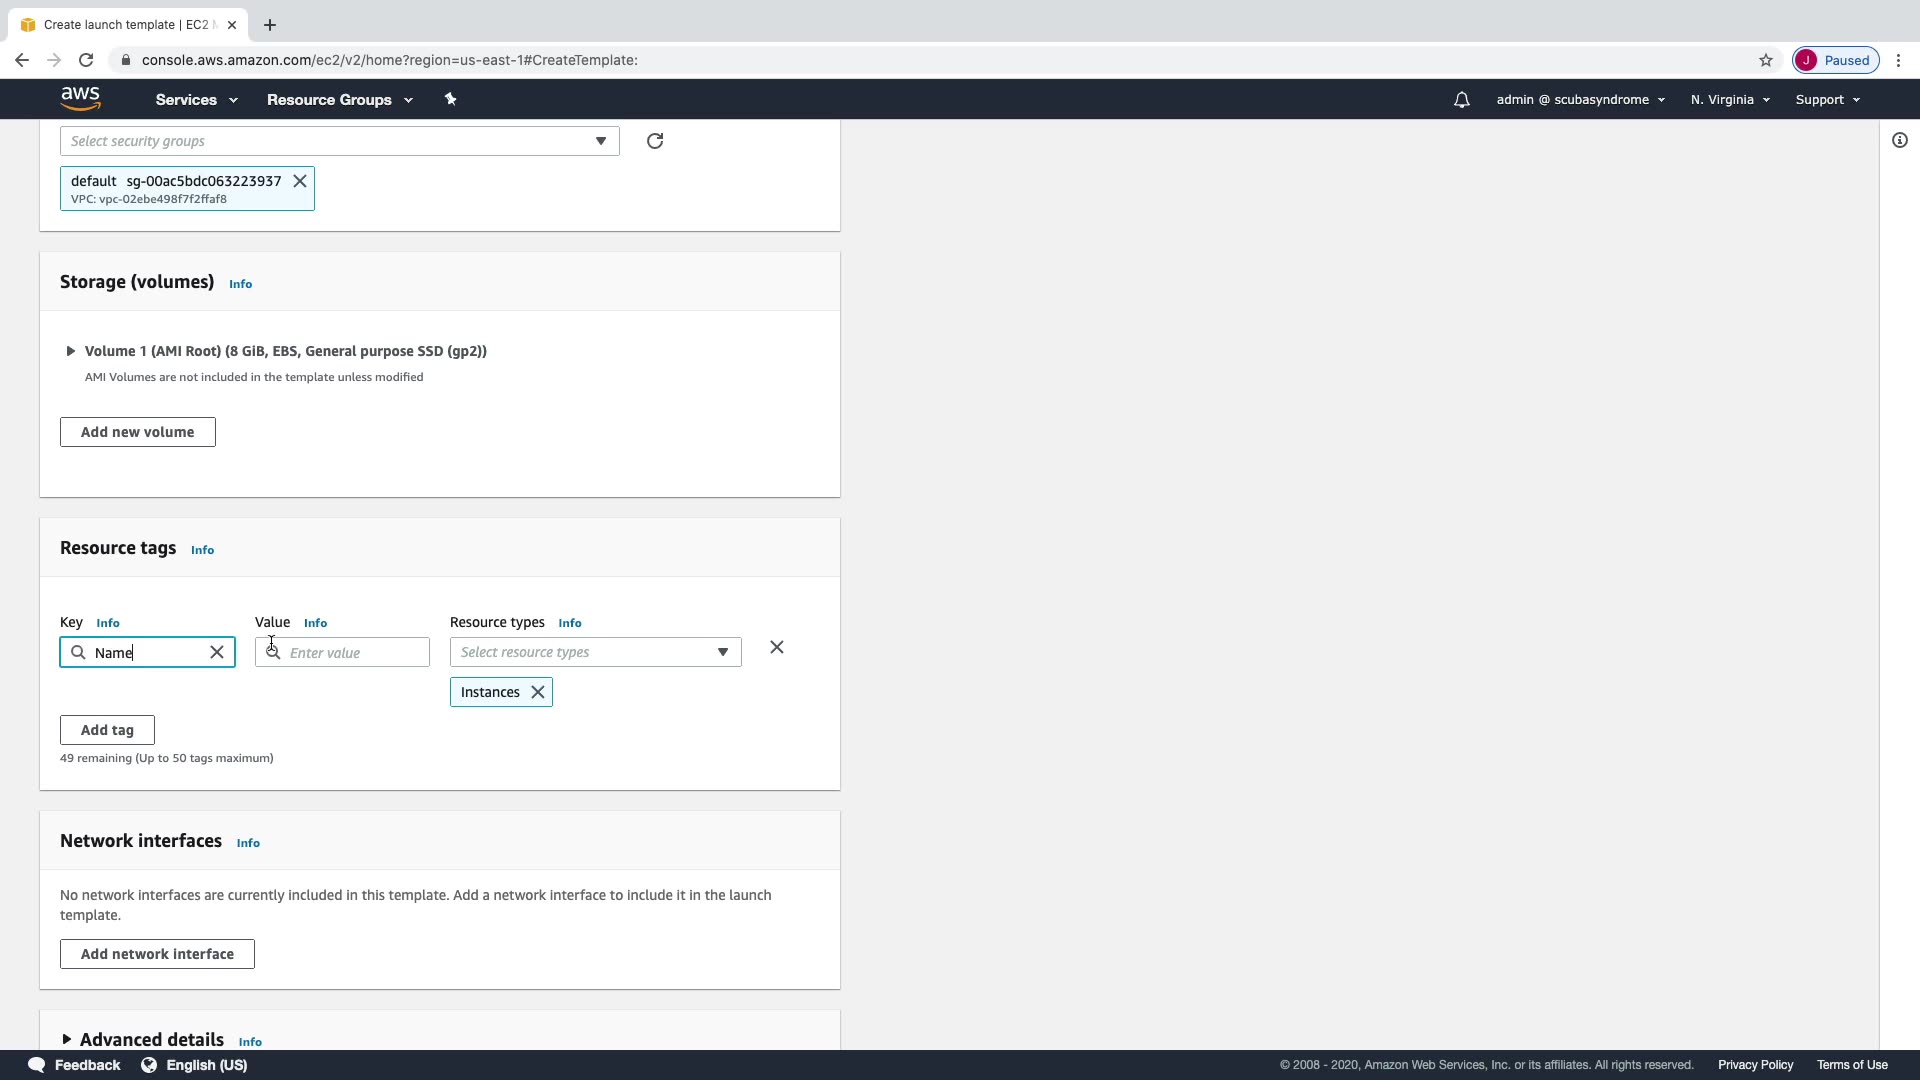 Create launch template | EC2 M
console.aws.amazon.com/ec2/v2/home?region=us-east-1#CreateTemplate:
J Paused
aws Services Resource Groups admin @ scubasyndrome N. Virginia Support
Select security groups
default sg-00ac5bdc063223937
VPC: vpc-02ebe498f7f2ffaf8
Storage (volumes) Info
Volume 1 (AMI Root) (8 GiB, EBS, General purpose SSD (gp2))
AMI Volumes are not included in the template unless modified
Add new volume
Resource tags Info
Key Info Value Info Resource types Info
Name Enter value Select resource types
Instances
Add tag
49 remaining (Up to 50 tags maximum)
Network interfaces Info
No network interfaces are currently included in this template. Add a network interface to include it in the launch
template.
Add network interface
Advanced details Info
Feedback English (US) © 2008 - 2020, Amazon Web Services, Inc. or its affiliates. All rights reserved. Privacy Policy Terms of Use